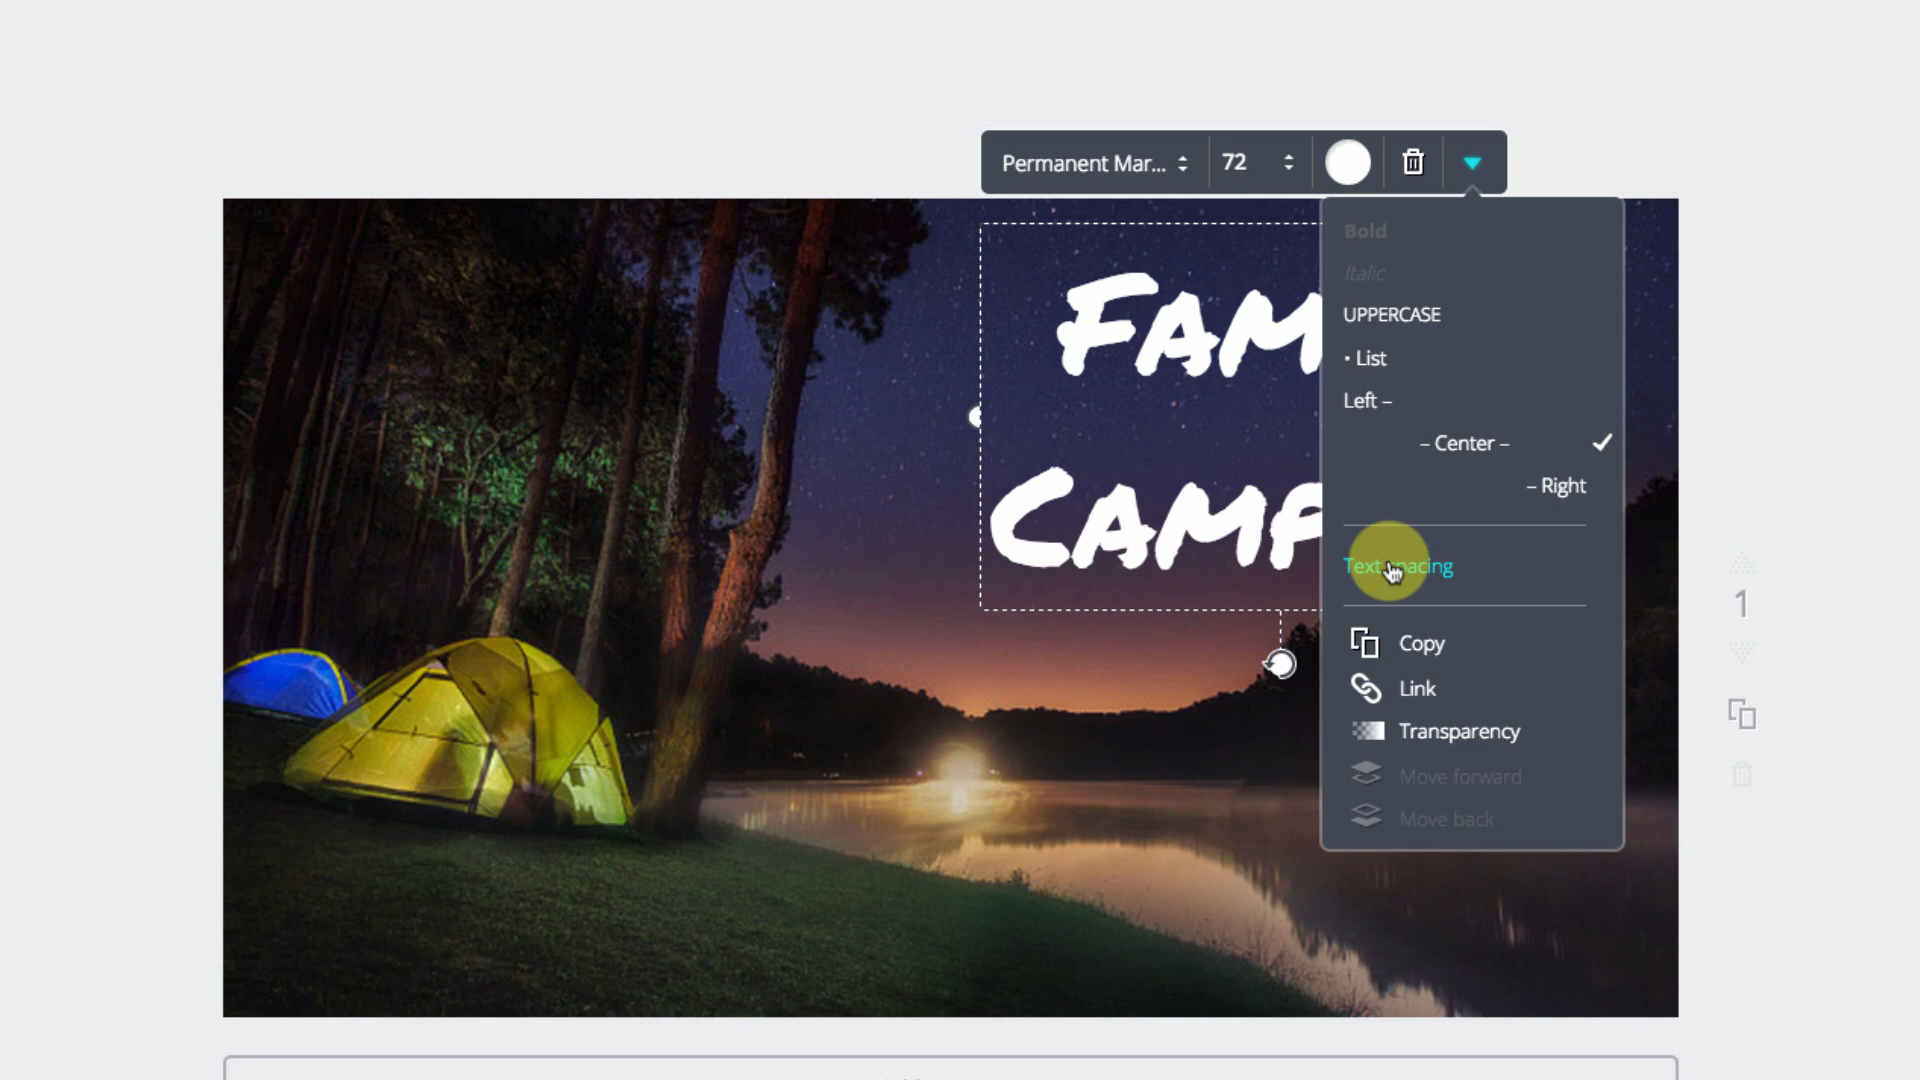 Permanent Mar... 72
Bold
Italic
UPPERCASE
• List
Left –
– Center –
– Right
Text spacing
Copy
Link
Transparency
Move forward
Move back
FAM
CAMP
1